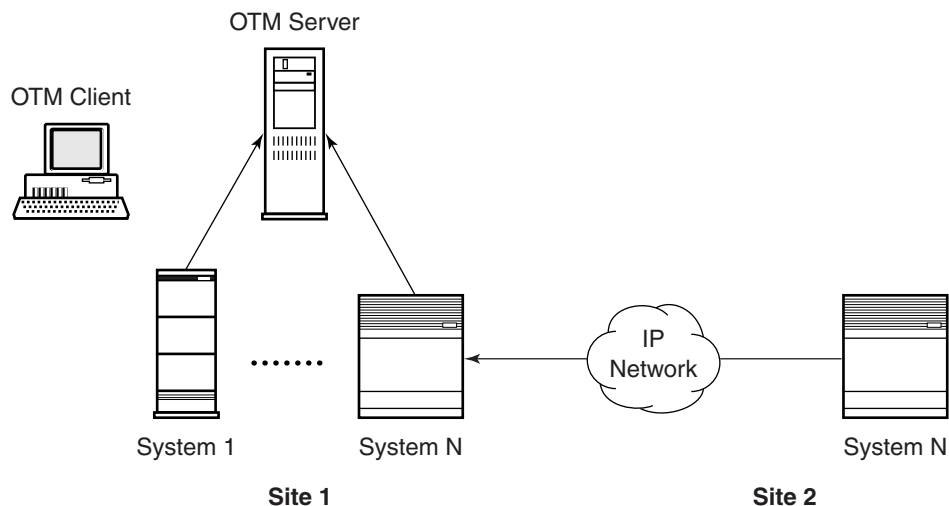 OTM Server
OTM Client
IP
Network
System 1
System N
System N
Site 1
Site 2